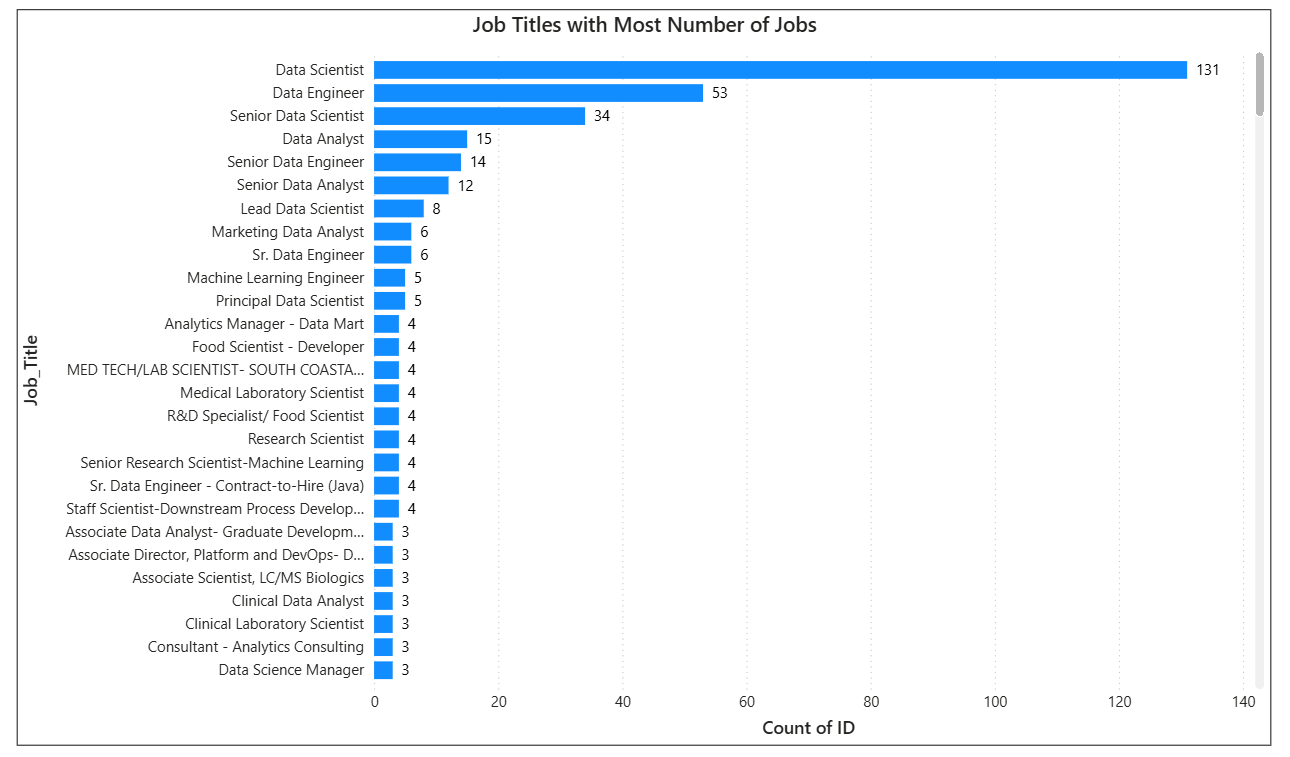 Job Titles with Most Number of Jobs
Data Scientist 131
Data Engineer 53
Senior Data Scientist 34
Data Analyst 15
Senior Data Engineer 14
Senior Data Analyst 12
Lead Data Scientist 8
Marketing Data Analyst 6
Sr. Data Engineer 6
Machine Learning Engineer 5
Principal Data Scientist 5
Analytics Manager - Data Mart 4
Food Scientist - Developer 4
MED TECH/LAB SCIENTIST- SOUTH COASTA... 4
Medical Laboratory Scientist 4
R&D Specialist/ Food Scientist 4
Research Scientist 4
Senior Research Scientist-Machine Learning 4
Sr. Data Engineer - Contract-to-Hire (Java) 4
Staff Scientist-Downstream Process Develop... 4
Associate Data Analyst- Graduate Developm... 3
Associate Director, Platform and DevOps- D... 3
Associate Scientist, LC/MS Biologics 3
Clinical Data Analyst 3
Clinical Laboratory Scientist 3
Consultant - Analytics Consulting 3
Data Science Manager 3
Job_Title
0 20 40 60 80 100 120 140
Count of ID